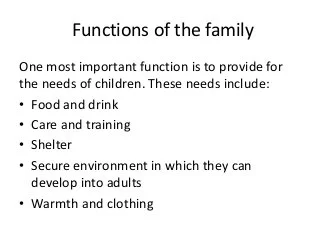 Functions of the family
One most important function is to provide for
the needs of children. These needs include:
• Food and drink
• Care and training
• Shelter
• Secure environment in which they can
develop into adults
• Warmth and clothing